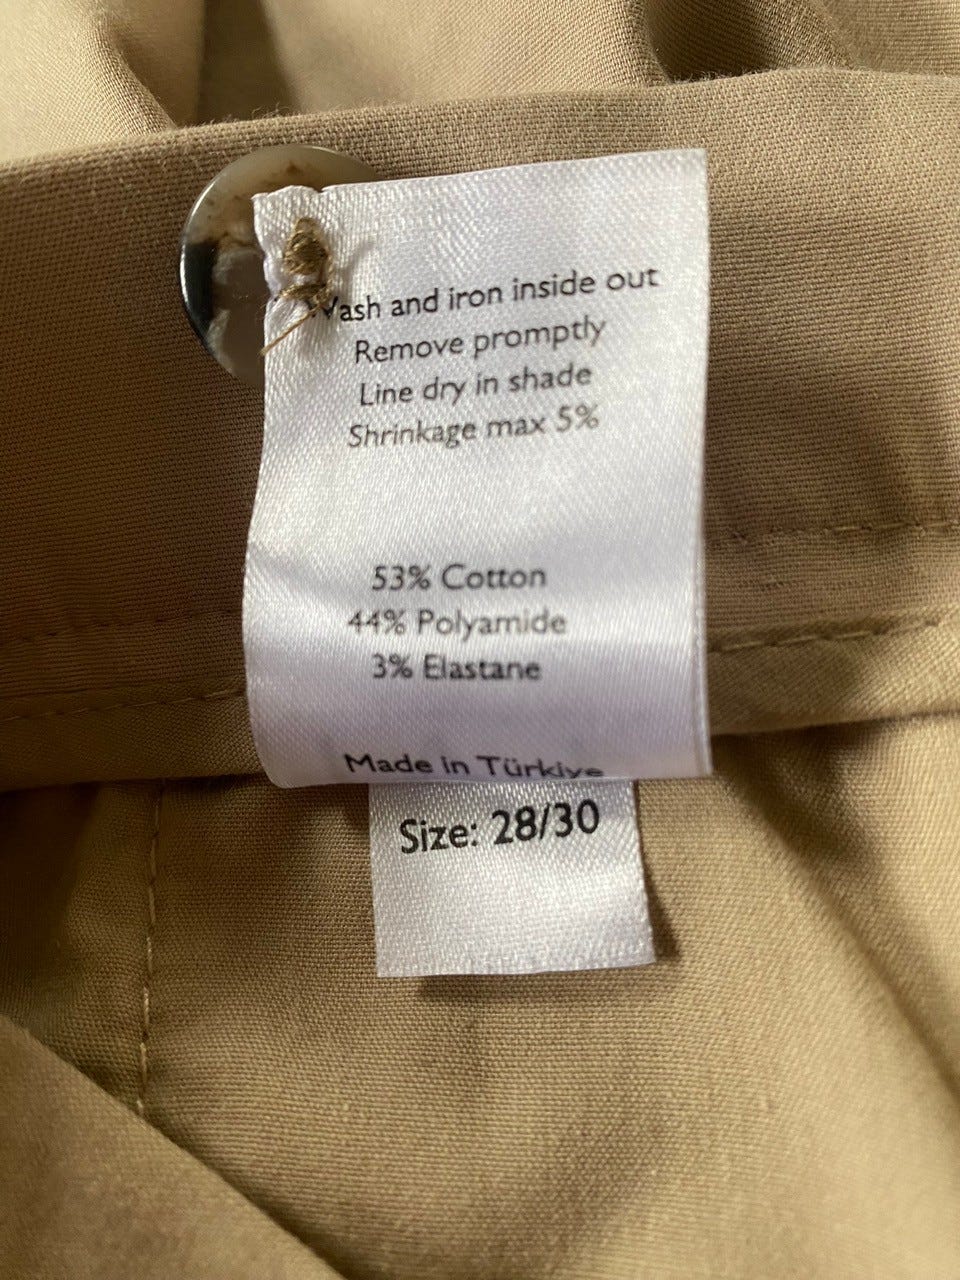 Wash and iron inside out
Remove promptly
Line dry in shade
Shrinkage max 5%
53% Cotton
44% Polyamide
3% Elastane
Made in Türkiye
Size: 28/30